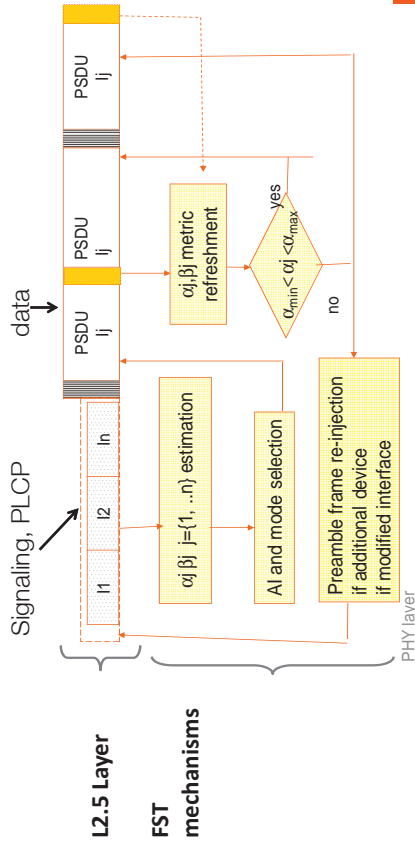 Signaling, PLCP
data
L2.5 Layer
I1
I2
In
PSDU
Ij
PSDU
Ij
PSDU
Ij
FST
mechanisms
αj βj j={1, ..n} estimation
AI and mode selection
αj,βj metric
refreshment
αmin< αj <αmax
yes
no
Preamble frame re-injection
if additional device
if modified interface
PHY layer